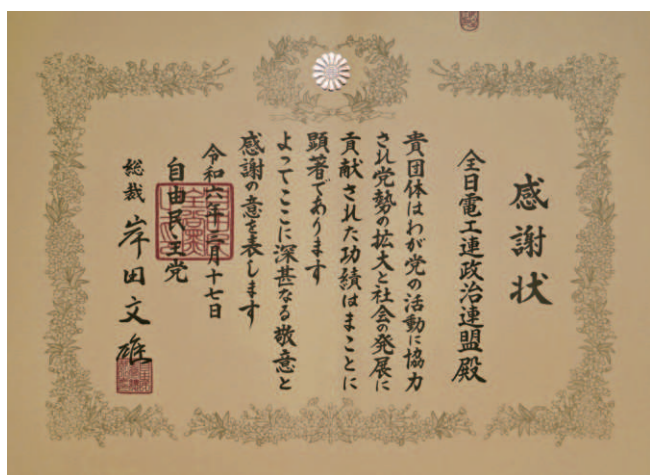 感謝状
全日電工連政治連盟殿
貴団体はわが党の活動に協力
され党勢の拡大と社会の発展に
貢献された功績はまことに
顕著であります
よってここに深甚なる敬意と
感謝の意を表します
令和六年三月十七日
自由民主党
総裁 岸田文雄